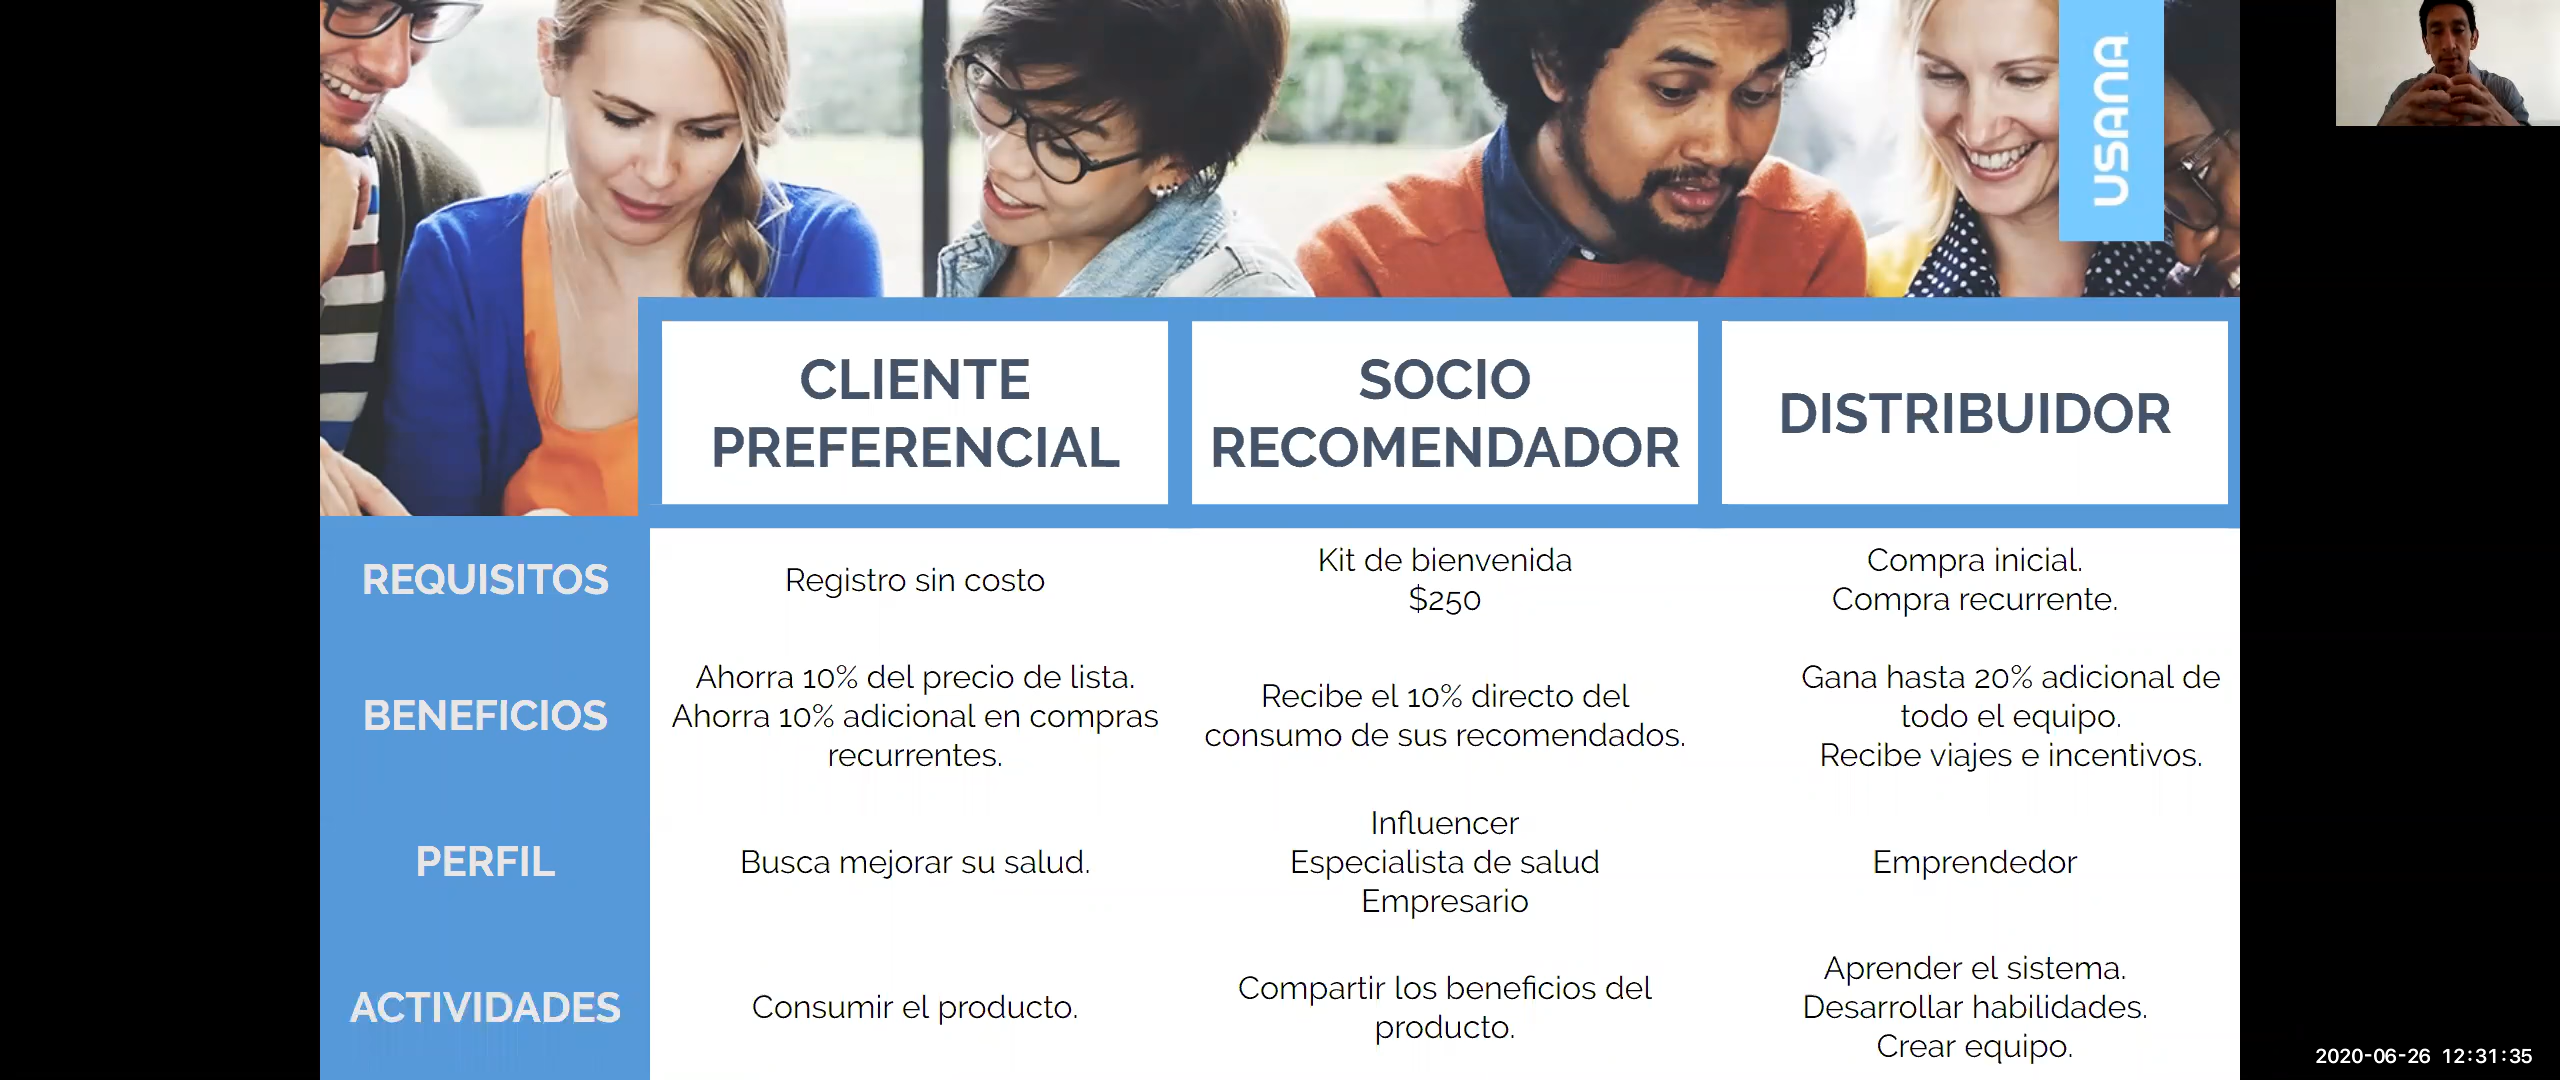 USANA
CLIENTE
PREFERENCIAL
SOCIO
RECOMENDADOR
DISTRIBUIDOR
REQUISITOS
Registro sin costo
Kit de bienvenida
$250
Compra inicial.
Compra recurrente.
BENEFICIOS
Ahorra 10% del precio de lista.
Ahorra 10% adicional en compras
recurrentes.
Recibe el 10% directo del
consumo de sus recomendados.
Gana hasta 20% adicional de
todo el equipo.
Recibe viajes e incentivos.
PERFIL
Busca mejorar su salud.
Influencer
Especialista de salud
Empresario
Emprendedor
ACTIVIDADES
Consumir el producto.
Compartir los beneficios del
producto.
Aprender el sistema.
Desarrollar habilidades.
Crear equipo.
2020-06-26 12:31:35